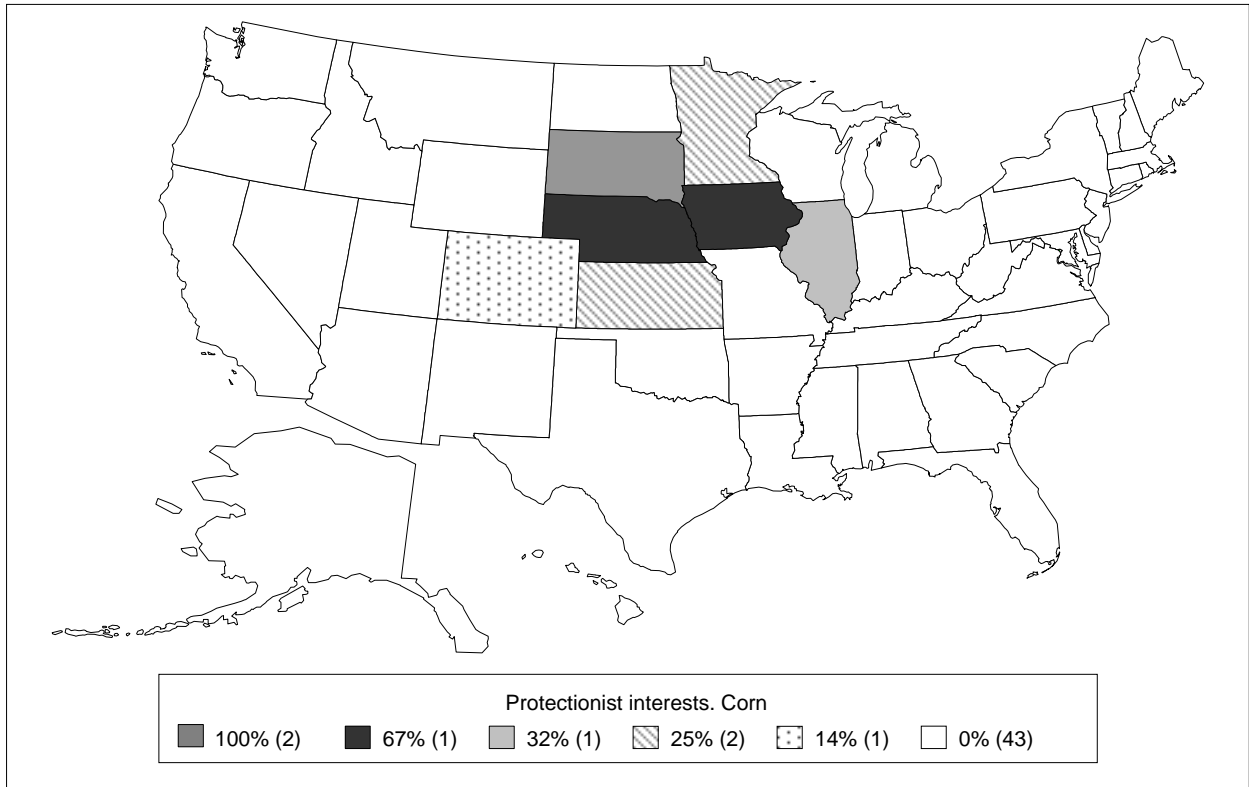 Protectionist interests. Corn
100% (2) 67% (1) 32% (1) 25% (2) 14% (1) 0% (43)